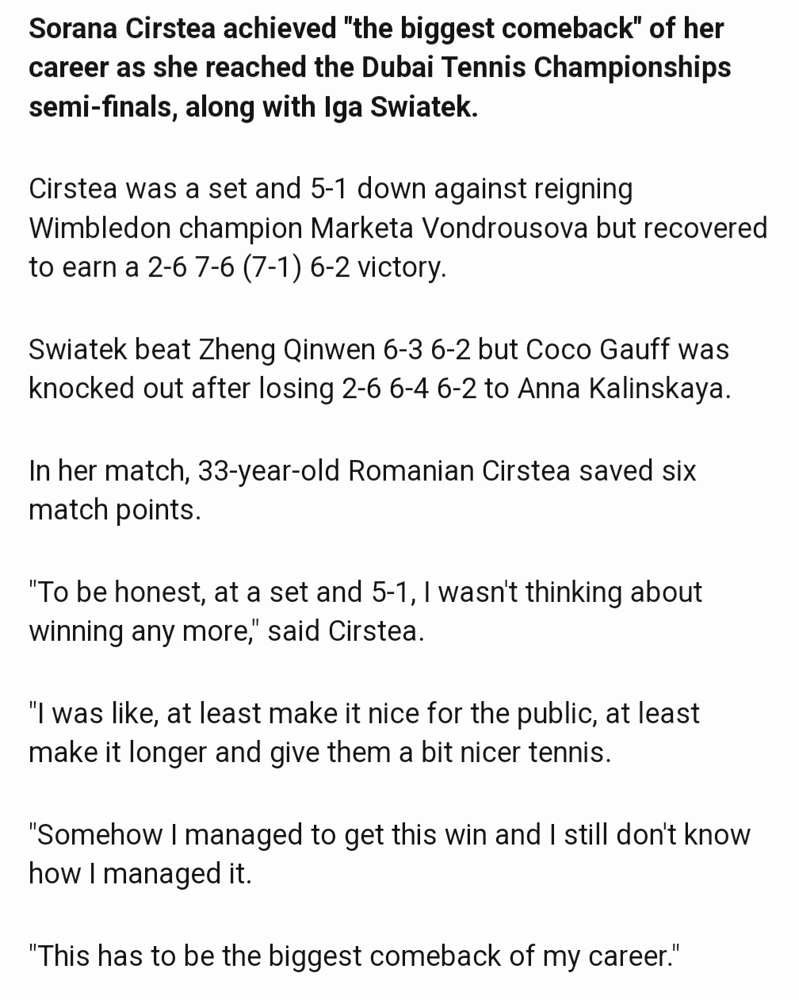 Sorana Cirstea achieved "the biggest comeback" of her
career as she reached the Dubai Tennis Championships
semi-finals, along with Iga Swiatek.
Cirstea was a set and 5-1 down against reigning
Wimbledon champion Marketa Vondrousova but recovered
to earn a 2-6 7-6 (7-1) 6-2 victory.
Swiatek beat Zheng Qinwen 6-3 6-2 but Coco Gauff was
knocked out after losing 2-6 6-4 6-2 to Anna Kalinskaya.
In her match, 33-year-old Romanian Cirstea saved six
match points.
"To be honest, at a set and 5-1, I wasn't thinking about
winning any more," said Cirstea.
"I was like, at least make it nice for the public, at least
make it longer and give them a bit nicer tennis.
"Somehow I managed to get this win and I still don't know
how I managed it.
"This has to be the biggest comeback of my career."